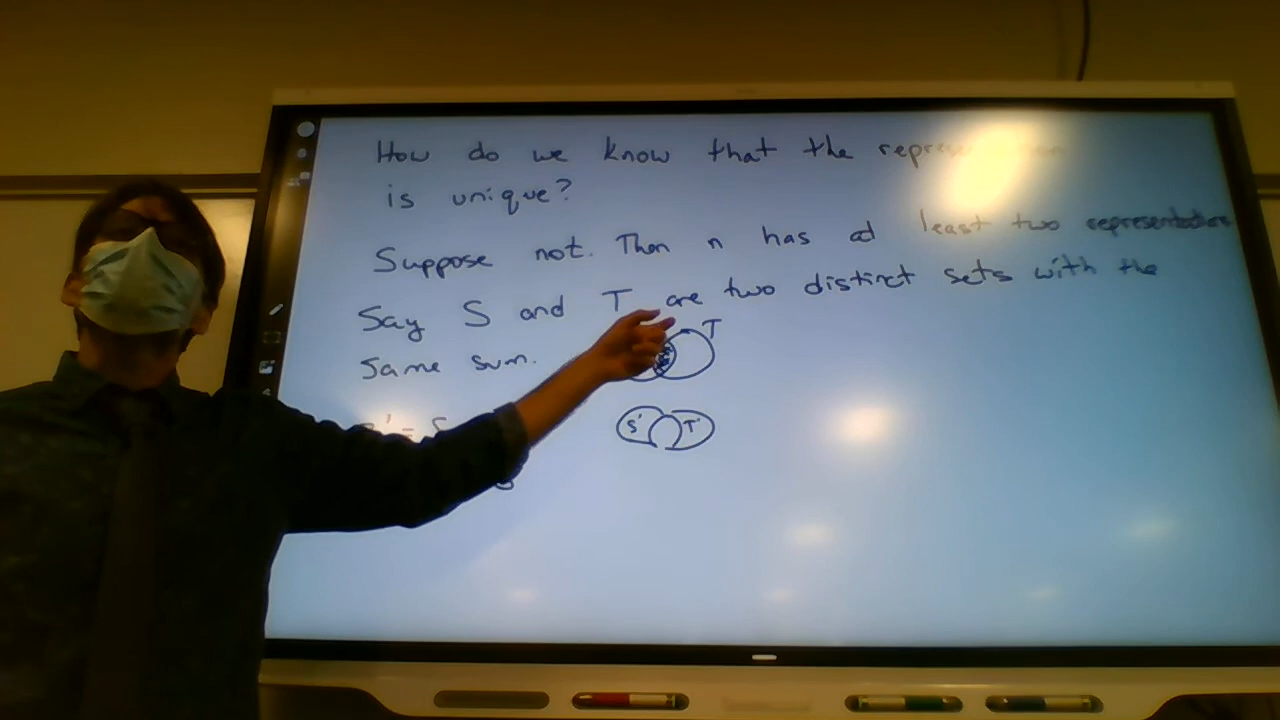 How do we know that the
is unique?
Suppose not. Then n has at least two representations
Say S and T are two distinct sets with the
Same sum.
T
S' T'